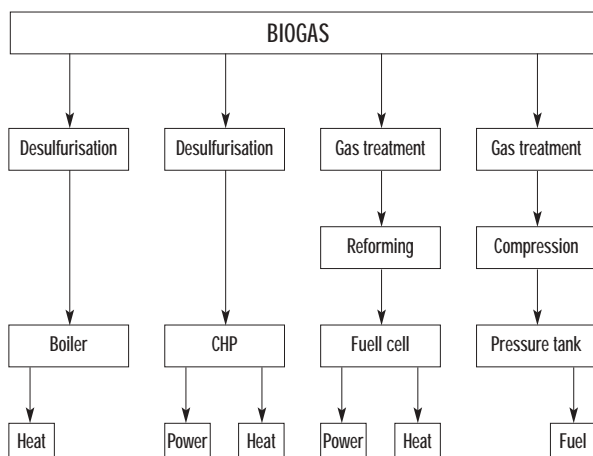 BIOGAS
Desulfurisation
Desulfurisation
Gas treatment
Gas treatment
Reforming
Compression
Boiler
CHP
Fuell cell
Pressure tank
Heat
Power
Heat
Power
Heat
Fuel